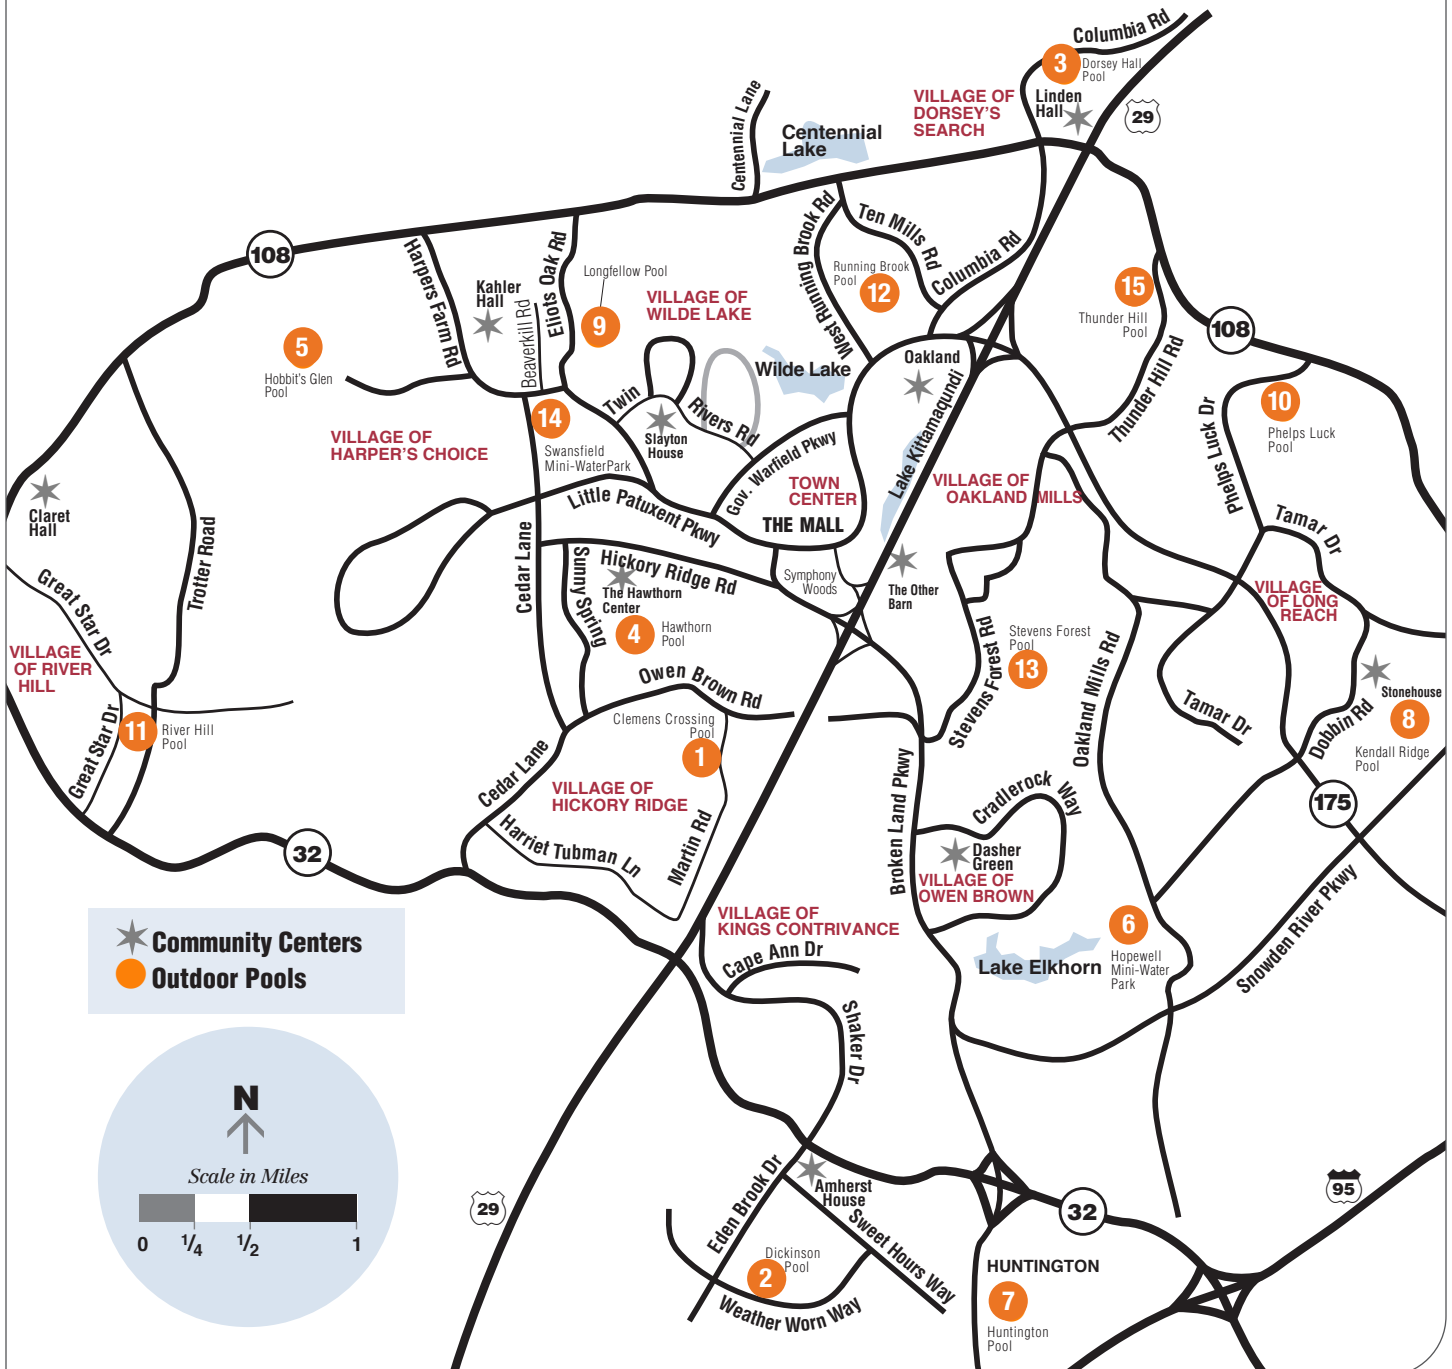 Columbia Rd
3
Dorsey Hall
Pool
Linden
Hall
29
VILLAGE OF
DORSEY'S
SEARCH
Centennial Lane
Centennial
Lake
108
Harpers Farm Rd
Kahler
Hall
Beaverkill Rd
Eliots Oak Rd
Longfellow Pool
9
VILLAGE OF
WILDE LAKE
West Running Brook Rd
Ten Mills Rd
Columbia Rd
Running Brook
Pool
12
15
Thunder Hill
Pool
Thunder Hill Rd
108
5
Hobbit's Glen
Pool
Wilde Lake
Oakland
Lake Kittamaqundi
10
Phelps Luck
Pool
Phelps Luck Dr
Twin
Rivers Rd
Slayton
House
14
Swansfield
Mini-WaterPark
VILLAGE OF
HARPER'S CHOICE
Gov. Warfield Pkwy
TOWN
CENTER
THE MALL
VILLAGE OF
OAKLAND MILLS
Little Patuxent Pkwy
Claret
Hall
Trotter Road
Cedar Lane
Sunny Spring
Hickory Ridge Rd
The Hawthorn
Center
4
Hawthorn
Pool
Symphony
Woods
The Other
Barn
Tamar Dr
VILLAGE
OF LONG
REACH
Great Star Dr
VILLAGE
OF RIVER
HILL
Stevens Forest Rd
Stevens Forest
Pool
13
Oakland Mills Rd
Owen Brown Rd
Stonehouse
8
Kendall Ridge
Pool
Dobbin Rd
Tamar Dr
Great Star Dr
11
River Hill
Pool
Clemens Crossing
Pool
1
Cedar Lane
VILLAGE OF
HICKORY RIDGE
Harriet Tubman Ln
Martin Rd
Broken Land Pkwy
Cradlerock Way
Dasher
Green
VILLAGE OF
OWEN BROWN
175
Snowden River Pkwy
32
VILLAGE OF
KINGS CONTRIVANCE
Cape Ann Dr
Shaker Dr
Lake Elkhorn
6
Hopewell
Mini-Water
Park
Community Centers
Outdoor Pools
N
Scale in Miles
0 1/4 1/2 1
29
Eden Brook Dr
Amherst
House
Sweet Hours Way
Dickinson
Pool
2
Weather Worn Way
32
95
HUNTINGTON
7
Huntington
Pool